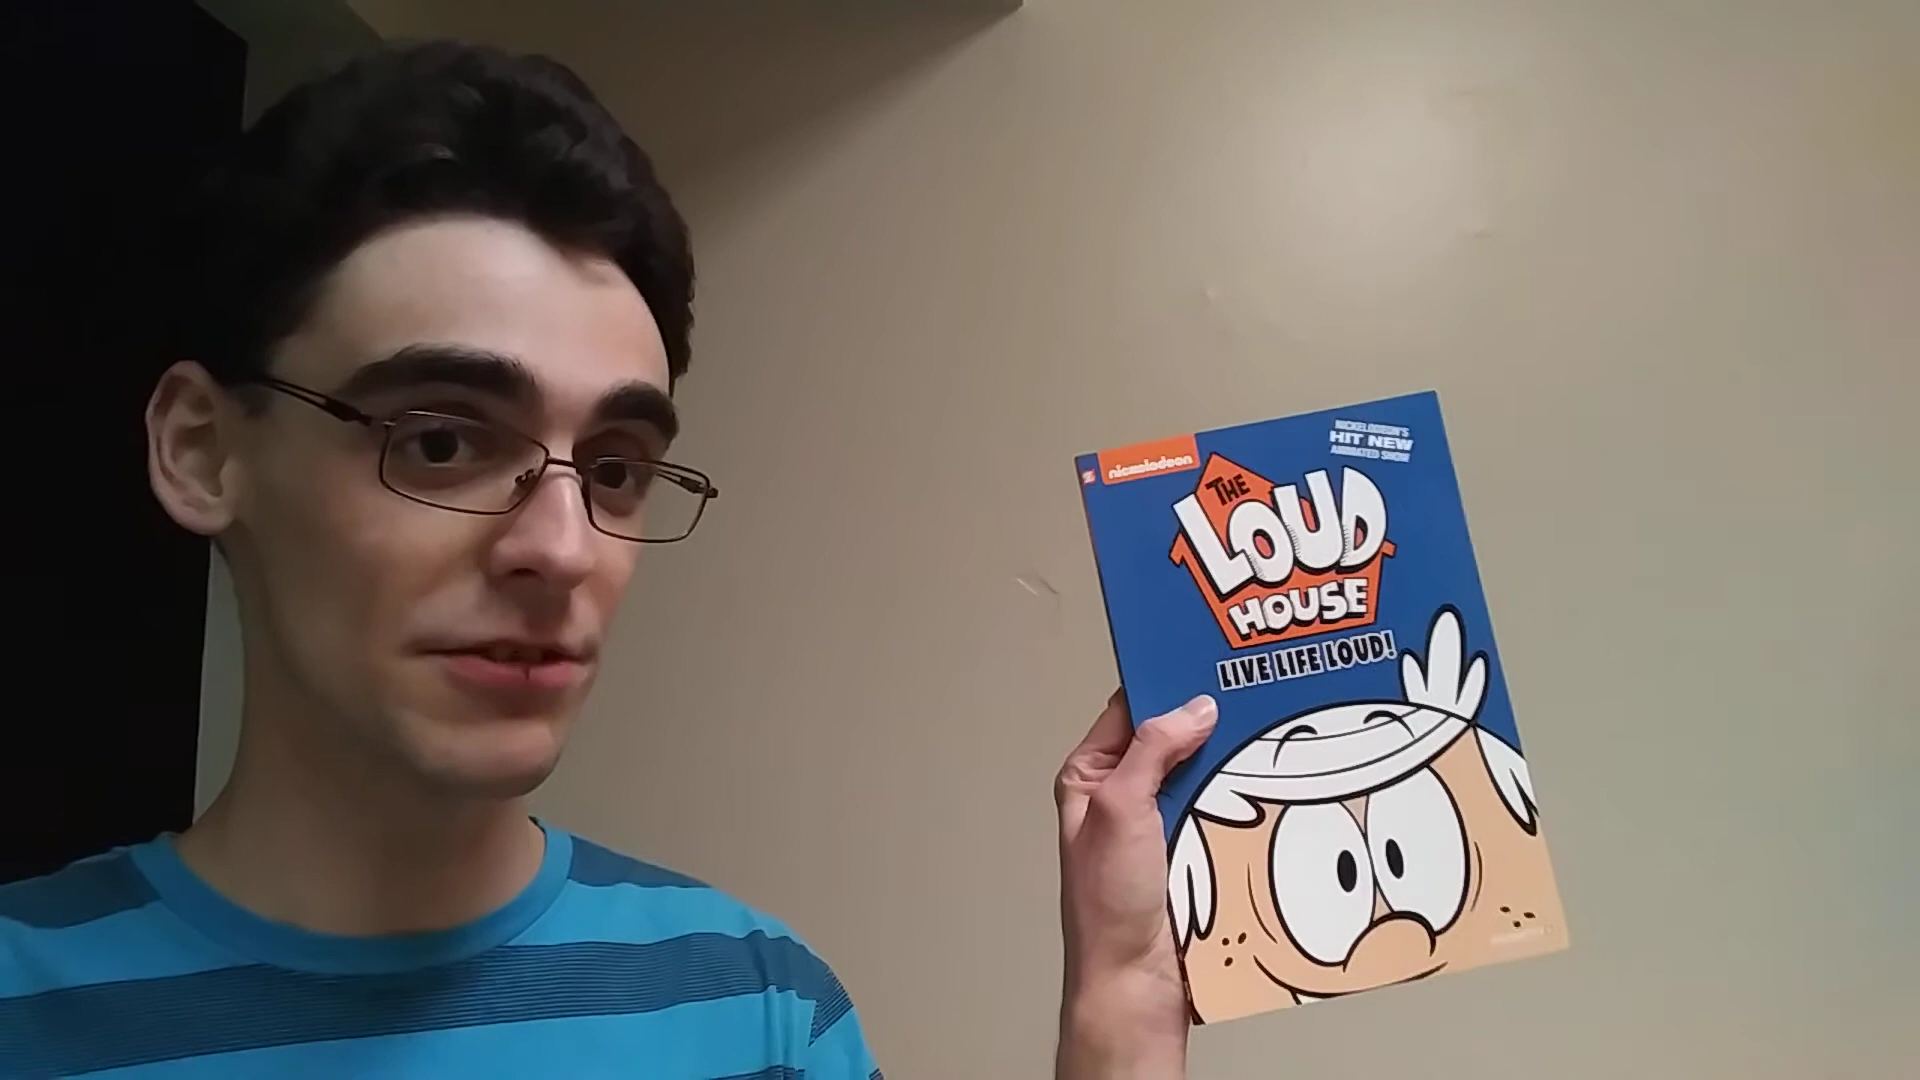 nickelodeon
NICKELODEON'S
HIT NEW
ANIMATED SHOW
THE
LOUD
HOUSE
LIVE LIFE LOUD!